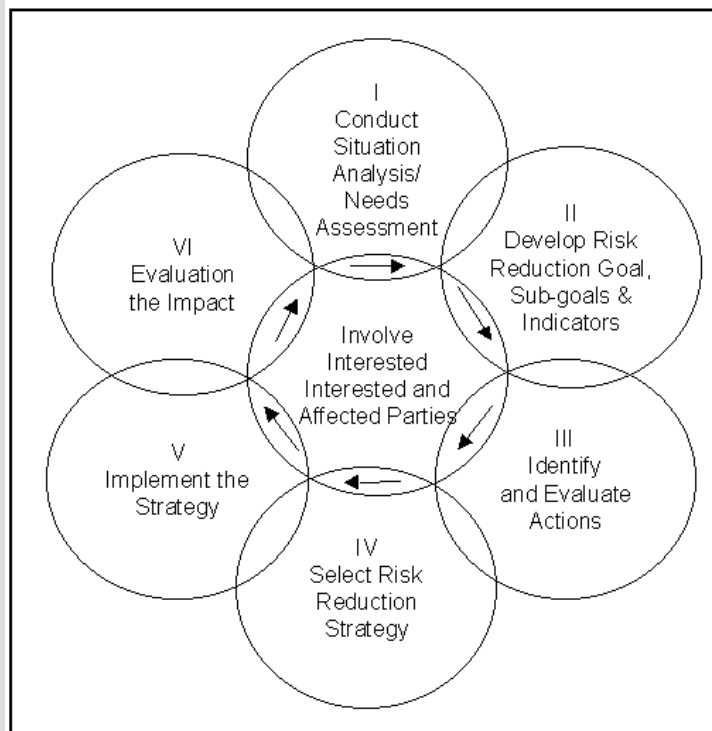 I
Conduct
Situation
Analysis/
Needs
Assessment
II
Develop Risk
Reduction Goal,
Sub-goals &
Indicators
III
Identify
and Evaluate
Actions
IV
Select Risk
Reduction
Strategy
V
Implement the
Strategy
VI
Evaluation
the Impact
Involve
Interested
Interested and
Affected Parties